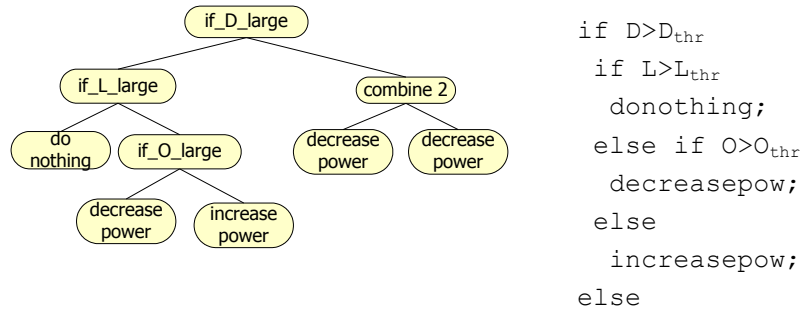 if_D_large
if_L_large
combine 2
do
nothing
if_O_large
decrease
power
decrease
power
decrease
power
increase
power
if D>Dthr
if L>Lthr
donothing;
else if O>Othr
decreasepow;
else
increasepow;
else